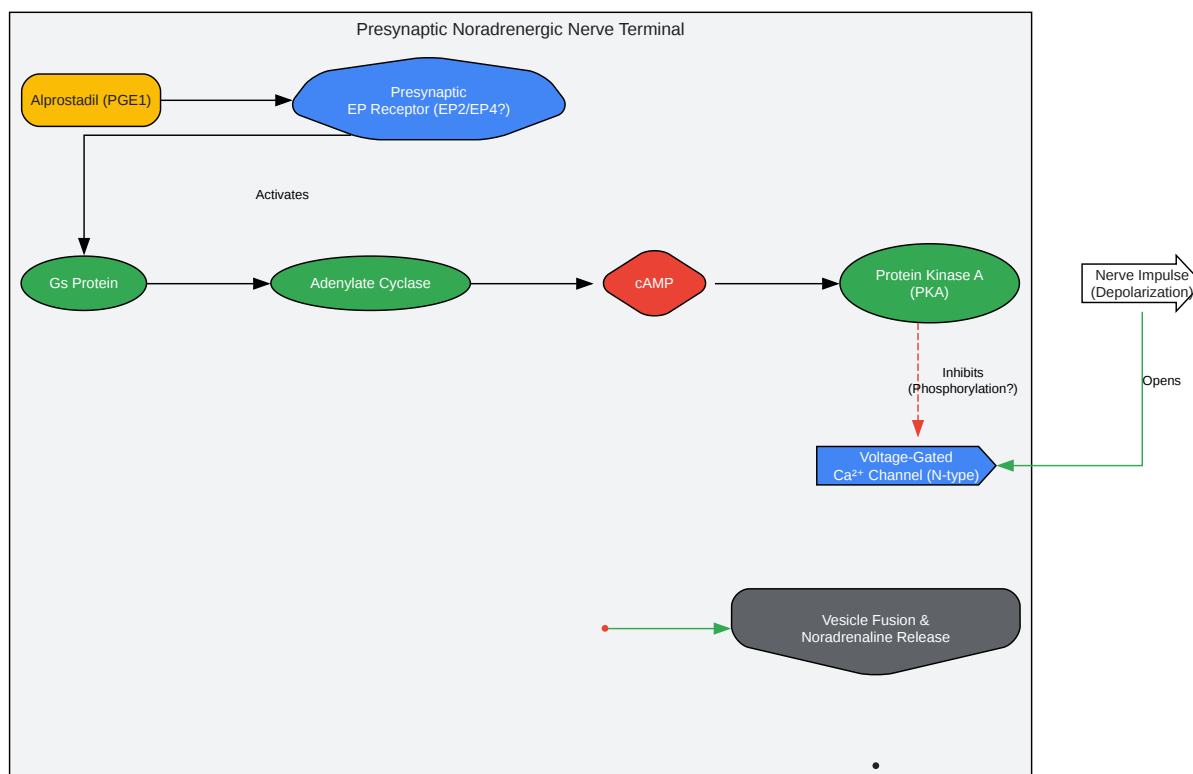 Presynaptic Noradrenergic Nerve Terminal
Alprostadil (PGE1)
Presynaptic
EP Receptor (EP2/EP4?)
Activates
Gs Protein
Adenylate Cyclase
cAMP
Protein Kinase A
(PKA)
Nerve Impulse
(Depolarization)
Inhibits
(Phosphorylation?)
Opens
Voltage-Gated
Ca²⁺ Channel (N-type)
Vesicle Fusion &
Noradrenaline Release